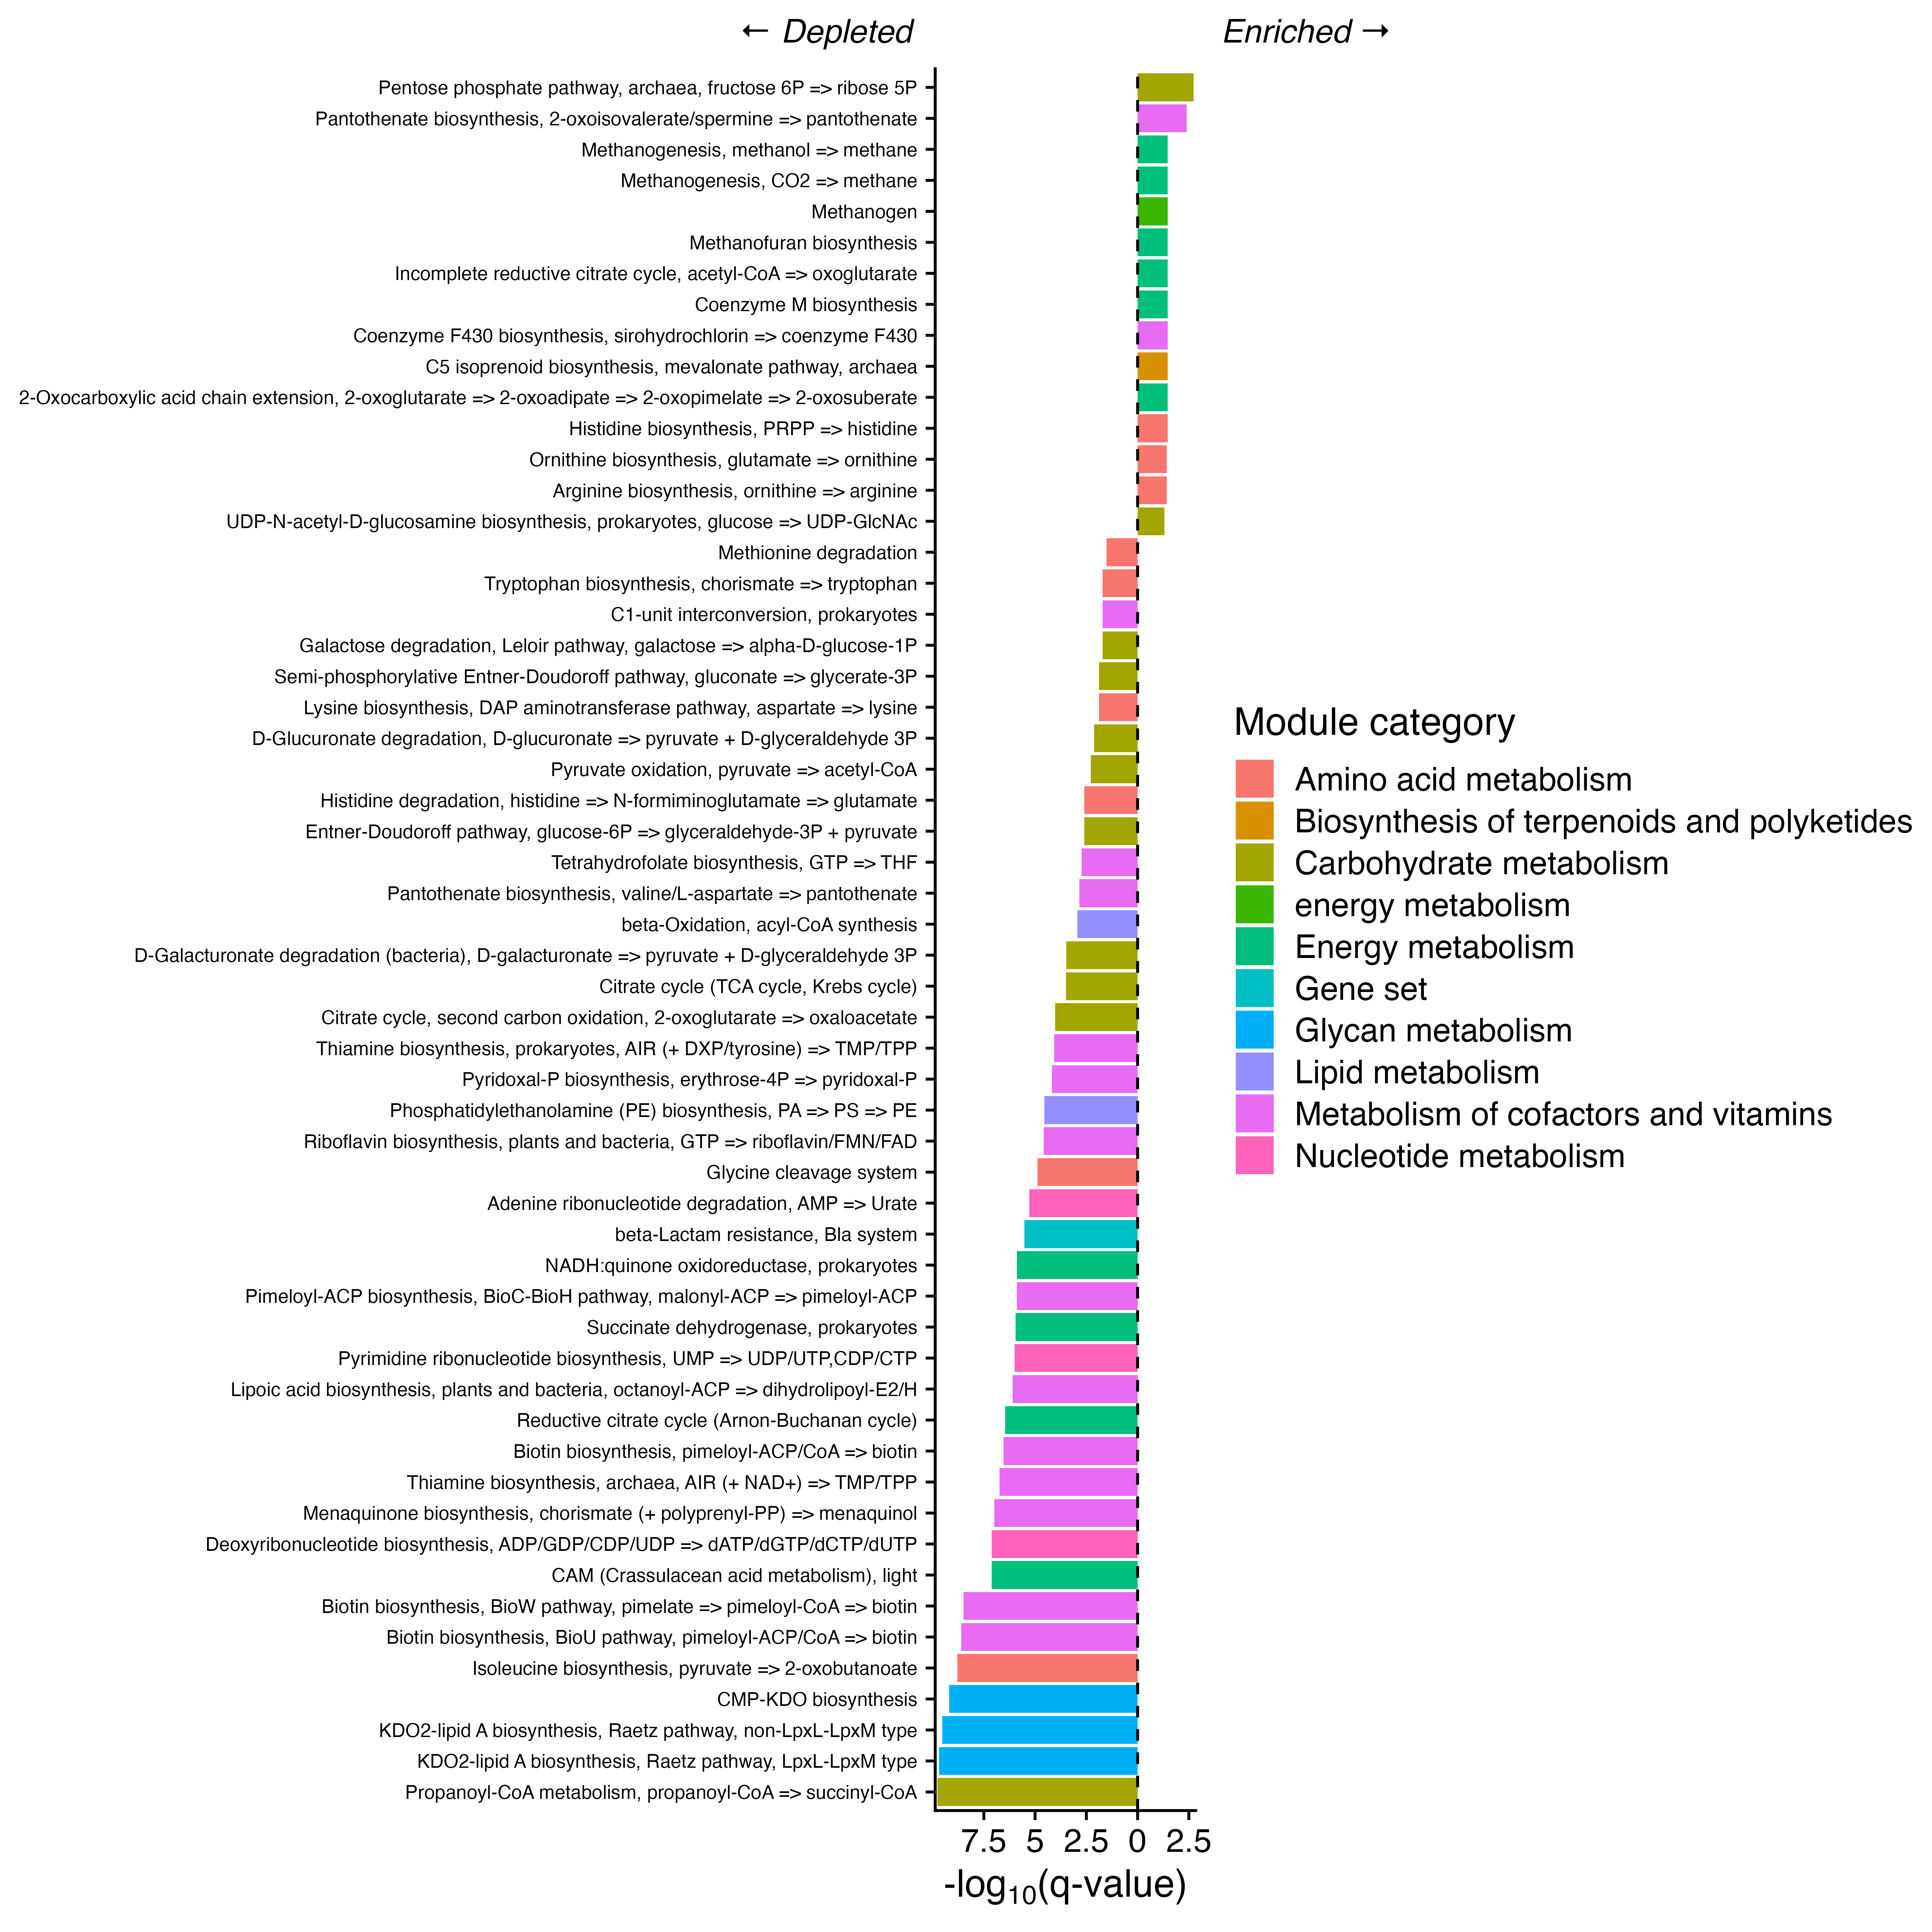 ← Depleted
Enriched →
Pentose phosphate pathway, archaea, fructose 6P => ribose 5P
Pantothenate biosynthesis, 2-oxoisovalerate/spermine => pantothenate
Methanogenesis, methanol => methane
Methanogenesis, CO2 => methane
Methanogen
Methanofuran biosynthesis
Incomplete reductive citrate cycle, acetyl-CoA => oxoglutarate
Coenzyme M biosynthesis
Coenzyme F430 biosynthesis, sirohydrochlorin => coenzyme F430
C5 isoprenoid biosynthesis, mevalonate pathway, archaea
2-Oxocarboxylic acid chain extension, 2-oxoglutarate => 2-oxoadipate => 2-oxopimelate => 2-oxosuberate
Histidine biosynthesis, PRPP => histidine
Ornithine biosynthesis, glutamate => ornithine
Arginine biosynthesis, ornithine => arginine
UDP-N-acetyl-D-glucosamine biosynthesis, prokaryotes, glucose => UDP-GlcNAc
Methionine degradation
Tryptophan biosynthesis, chorismate => tryptophan
C1-unit interconversion, prokaryotes
Galactose degradation, Leloir pathway, galactose => alpha-D-glucose-1P
Semi-phosphorylative Entner-Doudoroff pathway, gluconate => glycerate-3P
Lysine biosynthesis, DAP aminotransferase pathway, aspartate => lysine
D-Glucuronate degradation, D-glucuronate => pyruvate + D-glyceraldehyde 3P
Pyruvate oxidation, pyruvate => acetyl-CoA
Histidine degradation, histidine => N-formiminoglutamate => glutamate
Entner-Doudoroff pathway, glucose-6P => glyceraldehyde-3P + pyruvate
Tetrahydrofolate biosynthesis, GTP => THF
Pantothenate biosynthesis, valine/L-aspartate => pantothenate
beta-Oxidation, acyl-CoA synthesis
D-Galacturonate degradation (bacteria), D-galacturonate => pyruvate + D-glyceraldehyde 3P
Citrate cycle (TCA cycle, Krebs cycle)
Citrate cycle, second carbon oxidation, 2-oxoglutarate => oxaloacetate
Thiamine biosynthesis, prokaryotes, AIR (+ DXP/tyrosine) => TMP/TPP
Pyridoxal-P biosynthesis, erythrose-4P => pyridoxal-P
Phosphatidylethanolamine (PE) biosynthesis, PA => PS => PE
Riboflavin biosynthesis, plants and bacteria, GTP => riboflavin/FMN/FAD
Glycine cleavage system
Adenine ribonucleotide degradation, AMP => Urate
beta-Lactam resistance, Bla system
NADH:quinone oxidoreductase, prokaryotes
Pimeloyl-ACP biosynthesis, BioC-BioH pathway, malonyl-ACP => pimeloyl-ACP
Succinate dehydrogenase, prokaryotes
Pyrimidine ribonucleotide biosynthesis, UMP => UDP/UTP,CDP/CTP
Lipoic acid biosynthesis, plants and bacteria, octanoyl-ACP => dihydrolipoyl-E2/H
Reductive citrate cycle (Arnon-Buchanan cycle)
Biotin biosynthesis, pimeloyl-ACP/CoA => biotin
Thiamine biosynthesis, archaea, AIR (+ NAD+) => TMP/TPP
Menaquinone biosynthesis, chorismate (+ polyprenyl-PP) => menaquinol
Deoxyribonucleotide biosynthesis, ADP/GDP/CDP/UDP => dATP/dGTP/dCTP/dUTP
CAM (Crassulacean acid metabolism), light
Biotin biosynthesis, BioW pathway, pimelate => pimeloyl-CoA => biotin
Biotin biosynthesis, BioU pathway, pimeloyl-ACP/CoA => biotin
Isoleucine biosynthesis, pyruvate => 2-oxobutanoate
CMP-KDO biosynthesis
KDO2-lipid A biosynthesis, Raetz pathway, non-LpxL-LpxM type
KDO2-lipid A biosynthesis, Raetz pathway, LpxL-LpxM type
Propanoyl-CoA metabolism, propanoyl-CoA => succinyl-CoA
7.5 5 2.5 0 2.5
-log10(q-value)
Module category
Amino acid metabolism
Biosynthesis of terpenoids and polyketides
Carbohydrate metabolism
energy metabolism
Energy metabolism
Gene set
Glycan metabolism
Lipid metabolism
Metabolism of cofactors and vitamins
Nucleotide metabolism